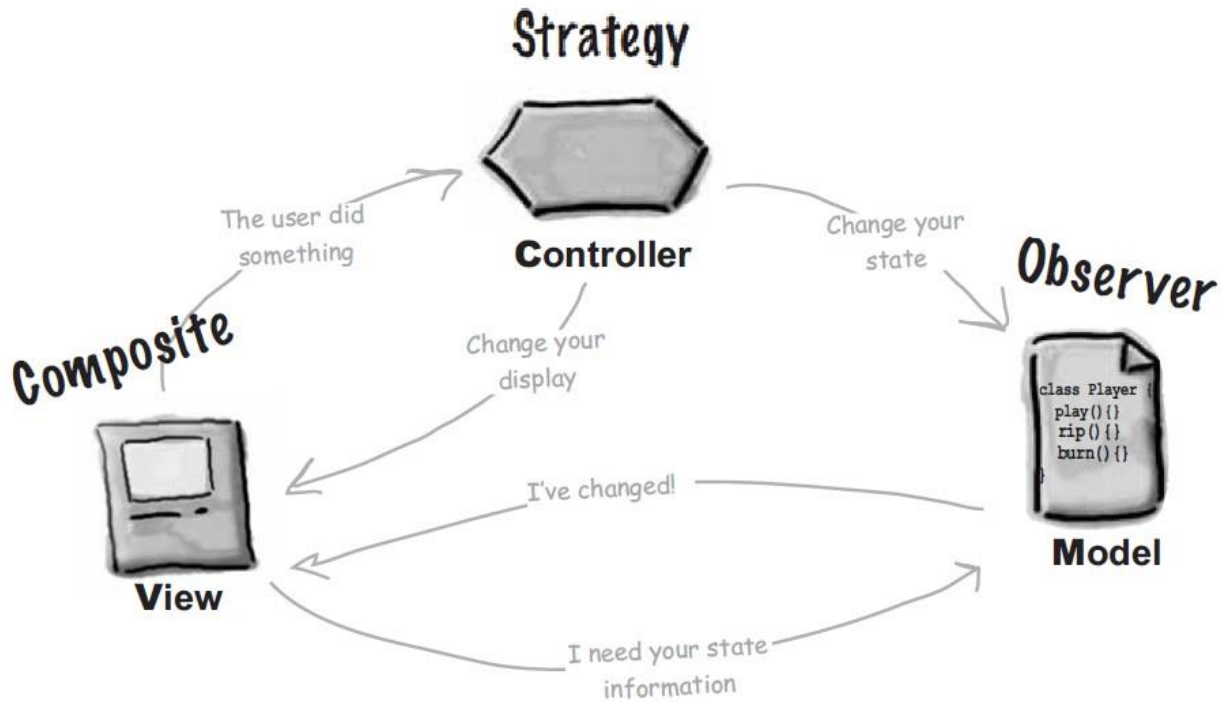 Strategy
The user did
something
Controller
Change your
state
Observer
Composite
Change your
display
class Player {
play(){}
rip(){}
burn(){}
}
I've changed!
View
Model
I need your state
information